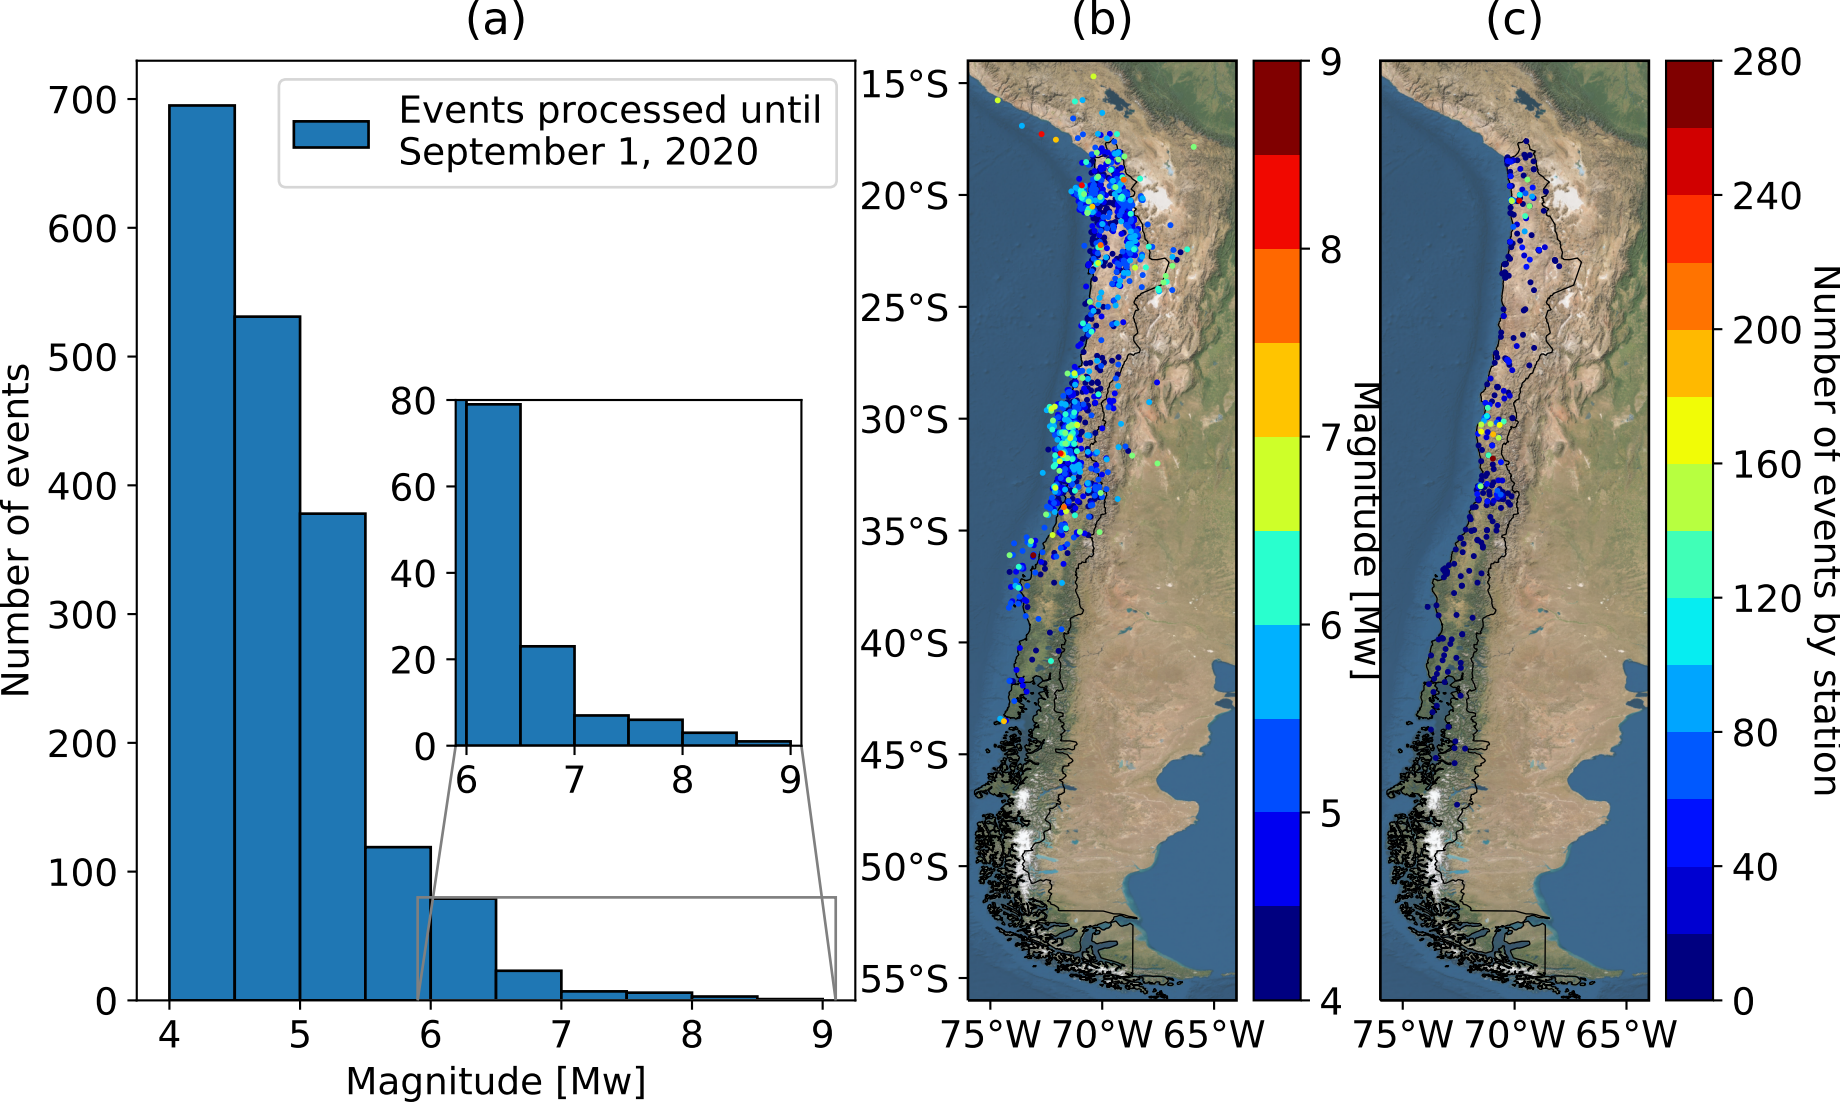 (a)
Events processed until
September 1, 2020
Number of events
700
600
500
400
300
200
100
0
4
5
6
7
8
9
Magnitude [Mw]
80
60
40
20
0
6
7
8
9
(b)
15°S
20°S
25°S
30°S
35°S
40°S
45°S
50°S
55°S
75°W
70°W
65°W
9
8
7
6
5
4
Magnitude [Mw]
(c)
75°W
70°W
65°W
280
240
200
160
120
80
40
0
Number of events by station